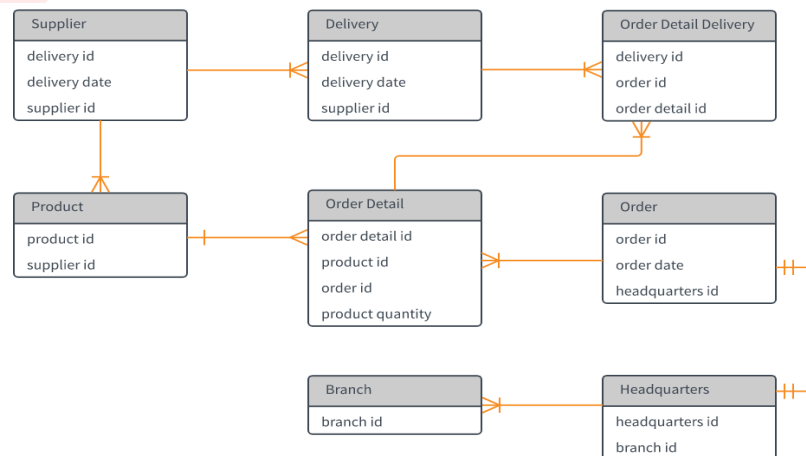 Supplier
delivery id
delivery date
supplier id
Delivery
delivery id
delivery date
supplier id
Order Detail Delivery
delivery id
order id
order detail id
Product
product id
supplier id
Order Detail
order detail id
product id
order id
product quantity
Order
order id
order date
headquarters id
Branch
branch id
Headquarters
headquarters id
branch id